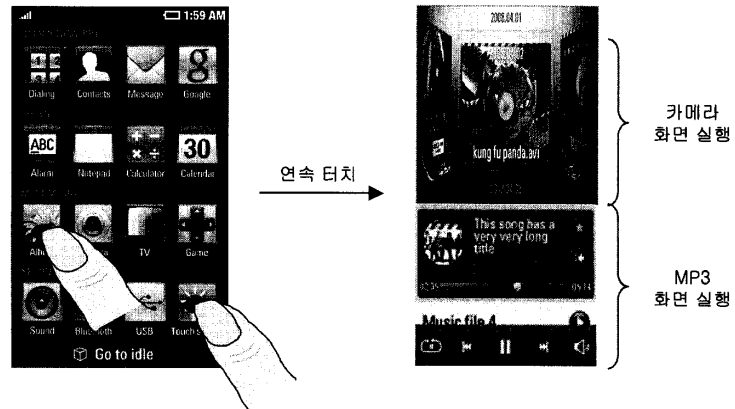 1:59 AM
Dialing Contacts Message Google
Alarm Notepad Calculator Calendar
ABC
30
TV Game
Sound USB
Go to idle
연속 터치
2008.04.01
kung fu panda.avi
카메라
화면 실행
This song has a
very very long
title
Music file 4
MP3
화면 실행